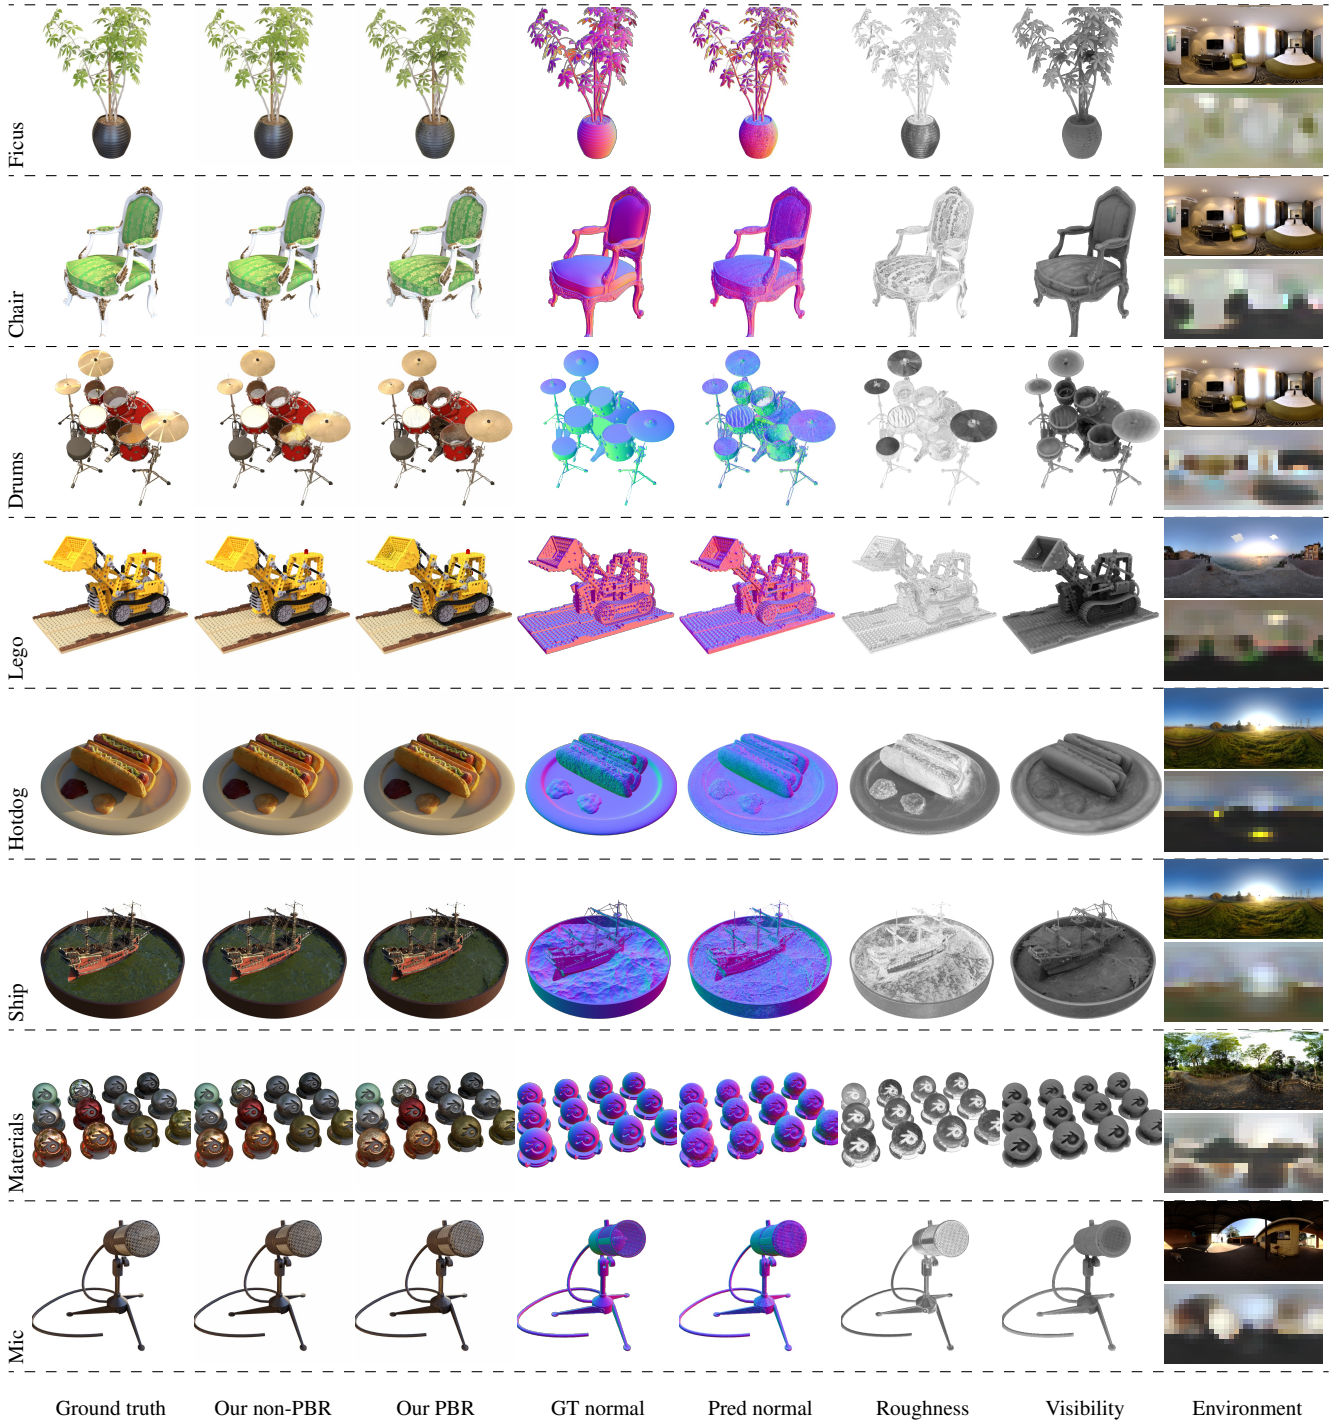 Ficus
Chair
Drums
Lego
Hotdog
Ship
Materials
Mic
Ground truth
Our non-PBR
Our PBR
GT normal
Pred normal
Roughness
Visibility
Environment